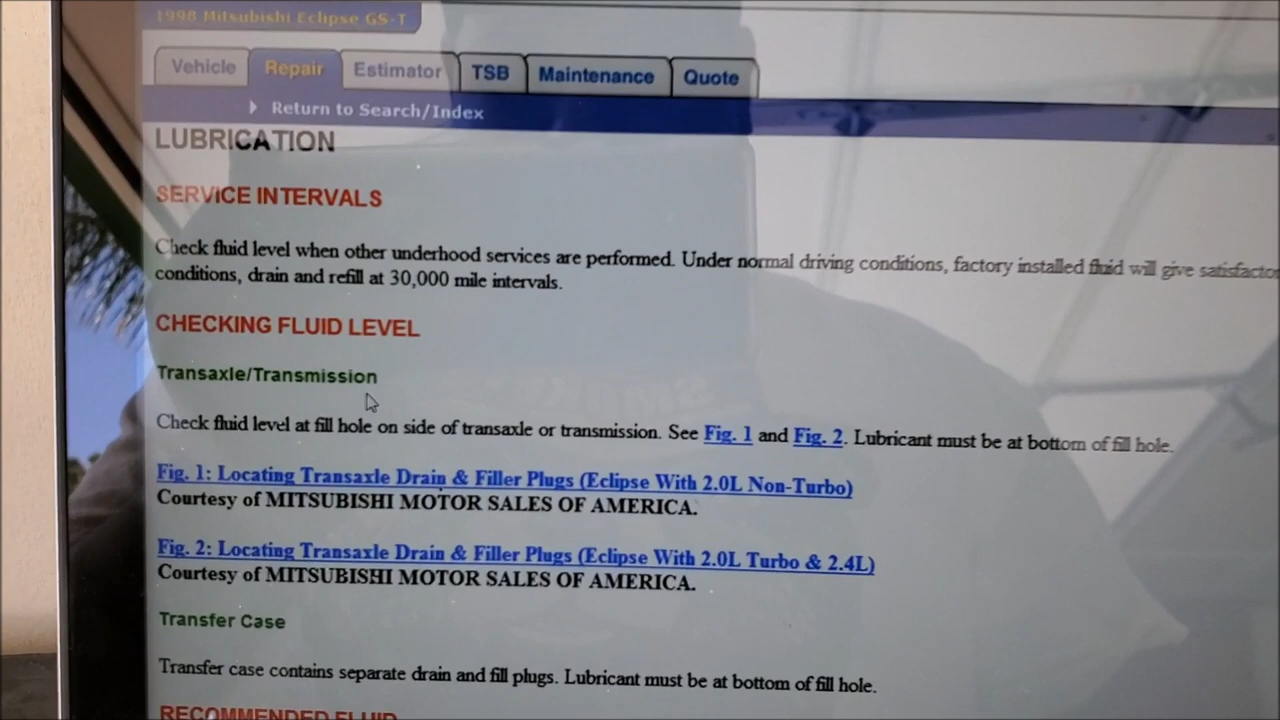 1998 Mitsubishi Eclipse GS-T
Vehicle Repair Estimator TSB Maintenance Quote
Return to Search/Index
LUBRICATION
SERVICE INTERVALS
Check fluid level when other underhood services are performed. Under normal driving conditions, factory installed fluid will give satisfacto
conditions, drain and refill at 30,000 mile intervals.
CHECKING FLUID LEVEL
Transaxle/Transmission
Check fluid level at fill hole on side of transaxle or transmission. See Fig. 1 and Fig. 2. Lubricant must be at bottom of fill hole.
Fig. 1: Locating Transaxle Drain & Filler Plugs (Eclipse With 2.0L Non-Turbo)
Courtesy of MITSUBISHI MOTOR SALES OF AMERICA.
Fig. 2: Locating Transaxle Drain & Filler Plugs (Eclipse With 2.0L Turbo & 2.4L)
Courtesy of MITSUBISHI MOTOR SALES OF AMERICA.
Transfer Case
Transfer case contains separate drain and fill plugs. Lubricant must be at bottom of fill hole.
RECOMMENDED FLUID